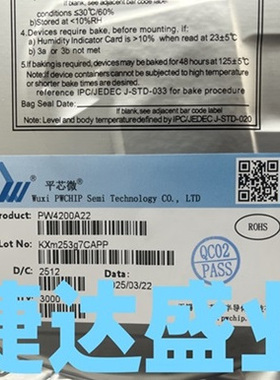 conditions ≤30℃/60%
b)Stored at <10%RH
4.Devices require bake, before mounting. if
a) Humidity Indicator Card is >10% when read at 23±5℃
b) 3a or 3b not met
5.If baking is required, devices may be baked for 48 hours at 125±5℃
Note: If device containers cannot be subjected to high temperature
or shorter bake times are desired.
reference IPC/JEDEC J-STD-033 for bake procedure
Bag Seal Date:
If blank, see adjacent bar code label
Note: Level and body temperature defined by IPC/JEDEC J-STD-020
平芯微
Wuxi PWCHIP Semi Technology CO., LTD
Product: PW4200A22
Lot No: KXm253g7CAPP
ROHS
QC02
PASS
D/C: 2512
25/03/22
3000
捷达盛业